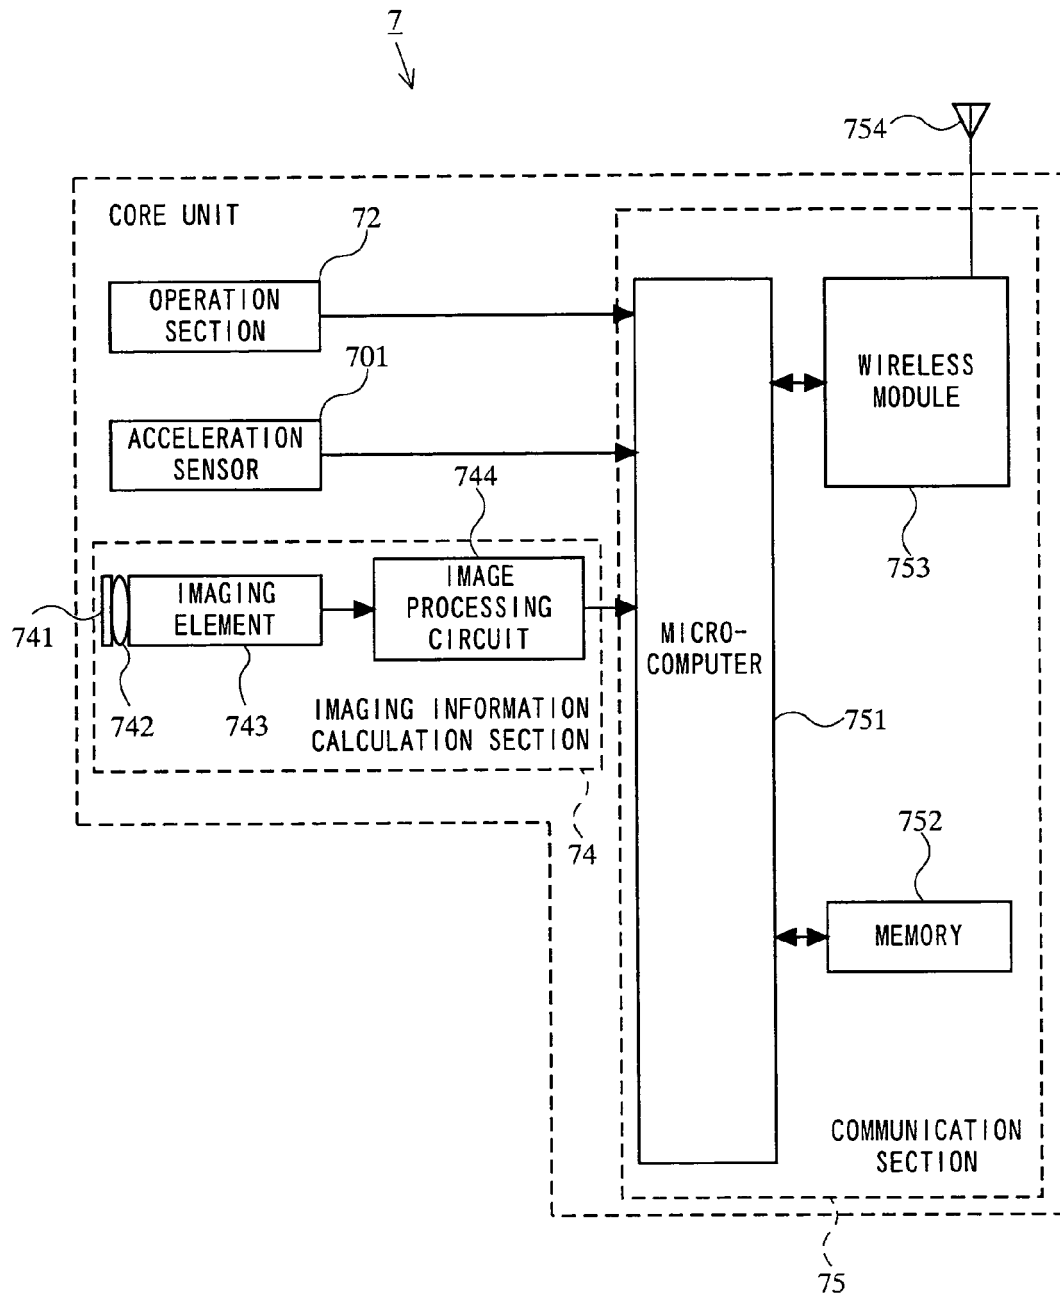 7
754
CORE UNIT
72
OPERATION
SECTION
701
ACCELERATION
SENSOR
WIRELESS
MODULE
753
744
741
742
IMAGING
ELEMENT
743
IMAGE
PROCESSING
CIRCUIT
IMAGING INFORMATION
CALCULATION SECTION
74
MICRO-
COMPUTER
751
752
MEMORY
COMMUNICATION
SECTION
75